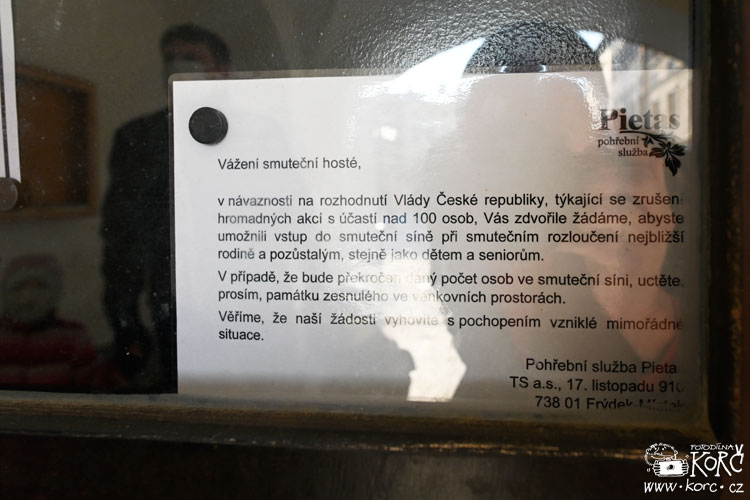 Pietas
pohřební
služba
Vážení smuteční hosté,
v návaznosti na rozhodnutí Vlády České republiky, týkající se zrušen
hromadných akcí s účastí nad 100 osob, Vás zdvořile žádáme, abyste
umožnili vstup do smuteční síně při smutečním rozloučení nejbližší
rodině a pozůstalým, stejně jako dětem a seniorům.
V případě, že bude překročen daný počet osob ve smuteční síni, uctěte,
prosím, památku zesnulého ve venkovních prostorách.
Věříme, že naší žádosti vyhovíte s pochopením vzniklé mimořádné
situace.
Pohřební služba Pieta
TS a.s., 17. listopadu 910
738 01 Frýdek-Místek
FOTODÍLNA
KORČ
www.korc.cz